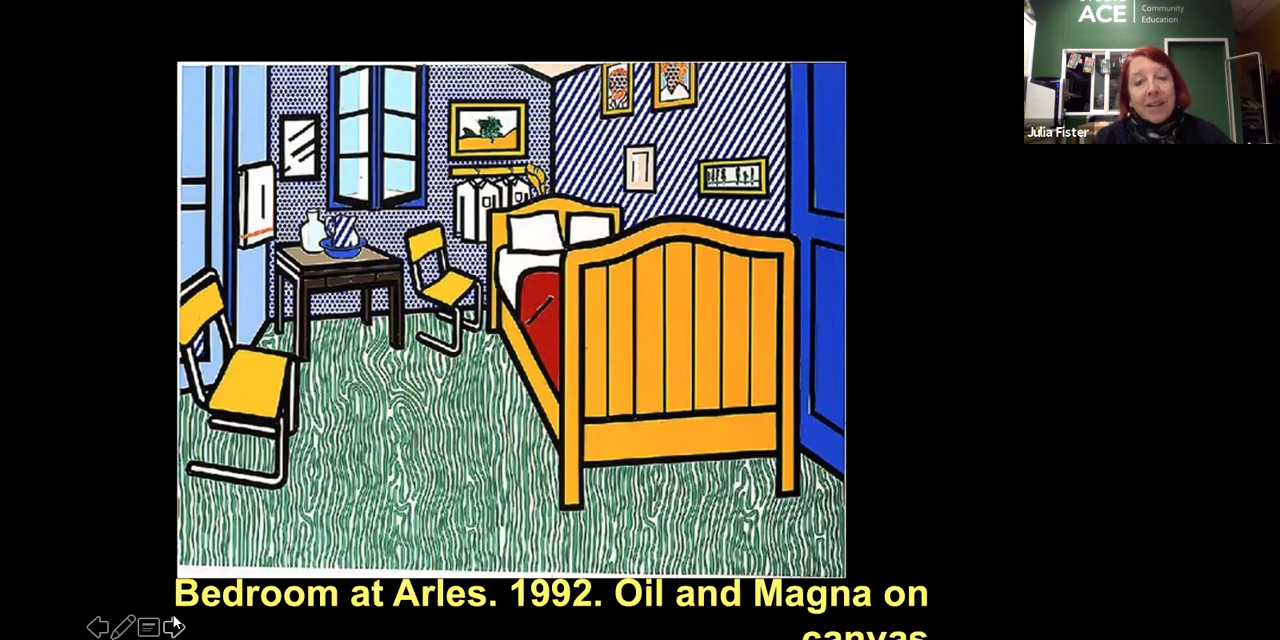 ACE
Community
Education
Julia Fister
Bedroom at Arles. 1992. Oil and Magna on
canvas